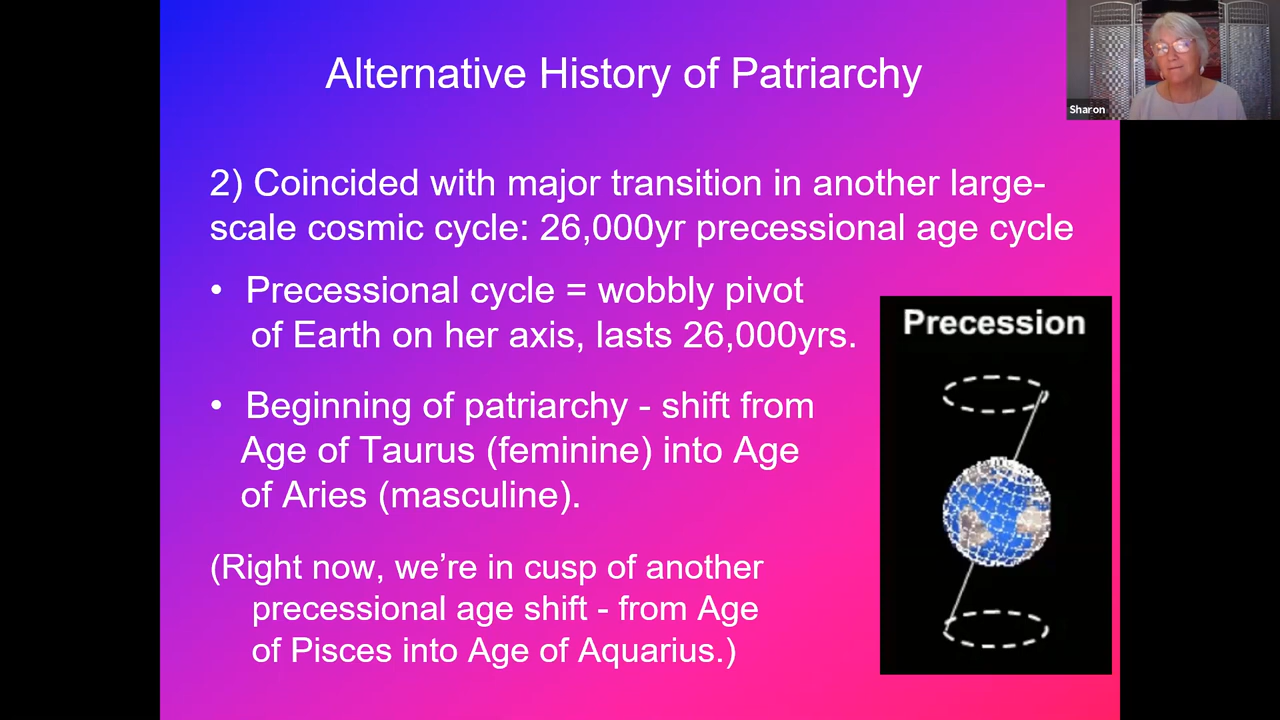 Alternative History of Patriarchy
Sharon
2) Coincided with major transition in another large-
scale cosmic cycle: 26,000yr precessional age cycle
• Precessional cycle = wobbly pivot
of Earth on her axis, lasts 26,000yrs.
• Beginning of patriarchy - shift from
Age of Taurus (feminine) into Age
of Aries (masculine).
(Right now, we’re in cusp of another
precessional age shift - from Age
of Pisces into Age of Aquarius.)
Precession